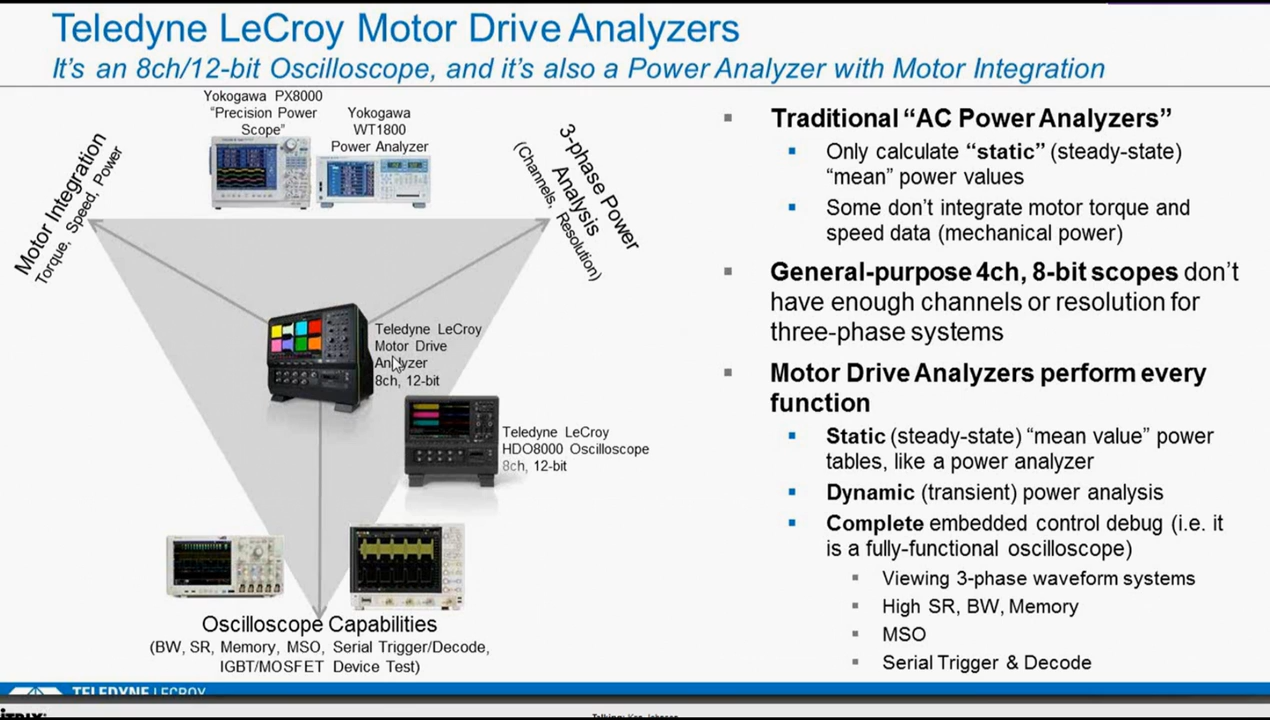 Teledyne LeCroy Motor Drive Analyzers
It's an 8ch/12-bit Oscilloscope, and it's also a Power Analyzer with Motor Integration
Yokogawa PX8000
“Precision Power
Scope”
Yokogawa
WT1800
Power Analyzer
Motor Integration
Torque, Speed, Power
3-phase Power
Analysis
(Channels, Resolution)
Teledyne LeCroy
Motor Drive
Analyzer
8ch, 12-bit
Teledyne LeCroy
HDO8000 Oscilloscope
8ch, 12-bit
Oscilloscope Capabilities
(BW, SR, Memory, MSO, Serial Trigger/Decode,
IGBT/MOSFET Device Test)
Traditional “AC Power Analyzers”
Only calculate “static” (steady-state)
“mean” power values
Some don't integrate motor torque and
speed data (mechanical power)
General-purpose 4ch, 8-bit scopes don't
have enough channels or resolution for
three-phase systems
Motor Drive Analyzers perform every
function
Static (steady-state) “mean value” power
tables, like a power analyzer
Dynamic (transient) power analysis
Complete embedded control debug (i.e. it
is a fully-functional oscilloscope)
Viewing 3-phase waveform systems
High SR, BW, Memory
MSO
Serial Trigger & Decode
TELEDYNE LECROY